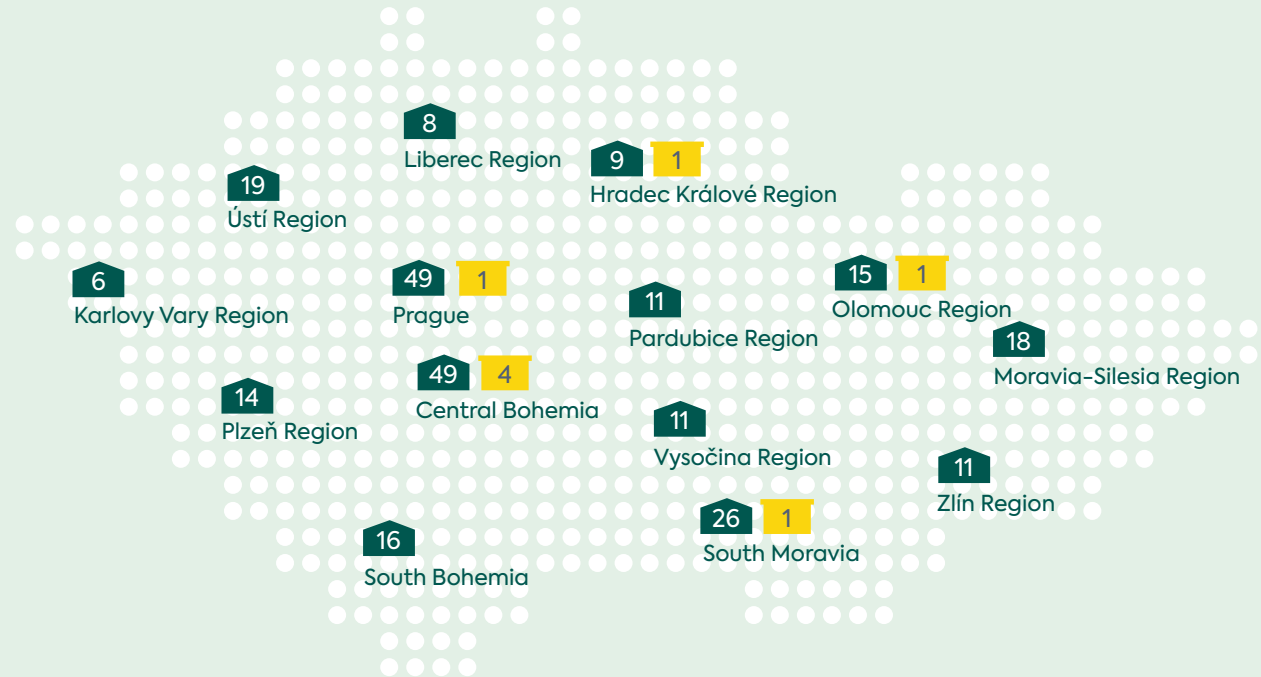 8
Liberec Region
9 1
Hradec Králové Region
19
Ústí Region
6
Karlovy Vary Region
49 1
Prague
11
Pardubice Region
15 1
Olomouc Region
18
Moravia-Silesia Region
49 4
Central Bohemia
14
Plzeň Region
11
Vysočina Region
11
Zlín Region
26 1
South Moravia
16
South Bohemia